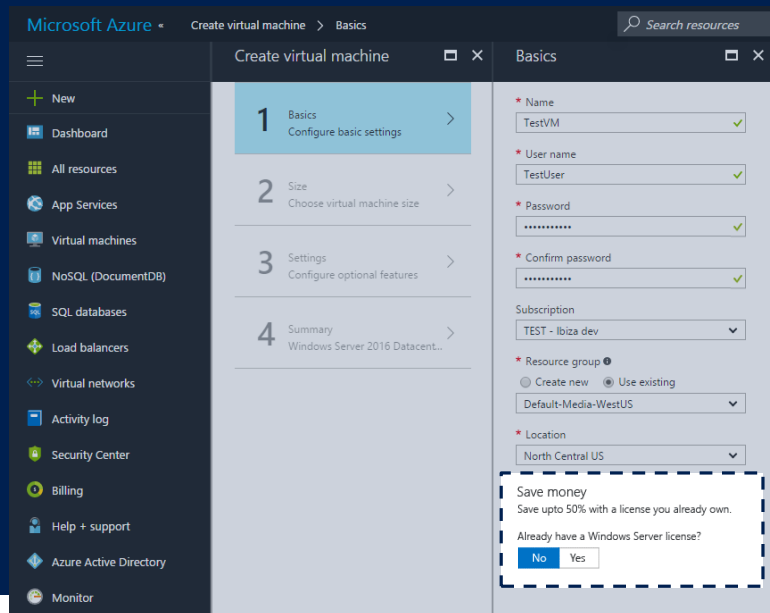 Microsoft Azure «
Create virtual machine > Basics
Search resources
New
Dashboard
All resources
App Services
Virtual machines
NoSQL (DocumentDB)
SQL databases
Load balancers
Virtual networks
Activity log
Security Center
Billing
Help + support
Azure Active Directory
Monitor
Create virtual machine
1
Basics
Configure basic settings
2
Size
Choose virtual machine size
3
Settings
Configure optional features
4
Summary
Windows Server 2016 Datacent...
Basics
* Name
TestVM
* User name
TestUser
* Password
•••••••••••
* Confirm password
•••••••••••
Subscription
TEST - Ibiza dev
* Resource group
Create new Use existing
Default-Media-WestUS
* Location
North Central US
Save money
Save upto 50% with a license you already own.
Already have a Windows Server license?
No Yes